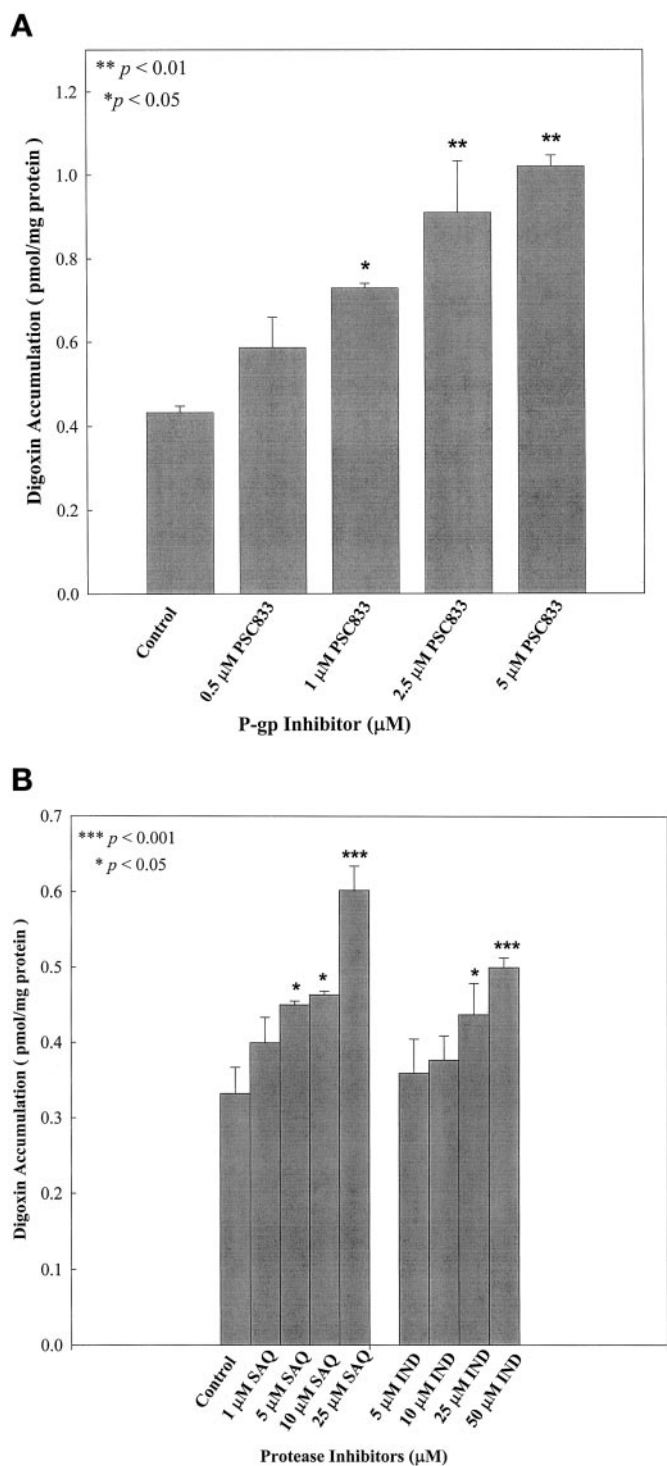 A
** p < 0.01
*p < 0.05
Digoxin Accumulation ( pmol/mg protein )
1.2
1.0
0.8
0.6
0.4
0.2
0.0
**
**
*
Control
0.5 μM PSC833
1 μM PSC833
2.5 μM PSC833
5 μM PSC833
P-gp Inhibitor (μM)
B
*** p < 0.001
* p < 0.05
Digoxin Accumulation ( pmol/mg protein )
0.7
0.6
0.5
0.4
0.3
0.2
0.1
0.0
***
*
*
*
***
Control
1 μM SAQ
5 μM SAQ
10 μM SAQ
25 μM SAQ
5 μM IND
10 μM IND
25 μM IND
50 μM IND
Protease Inhibitors (μM)